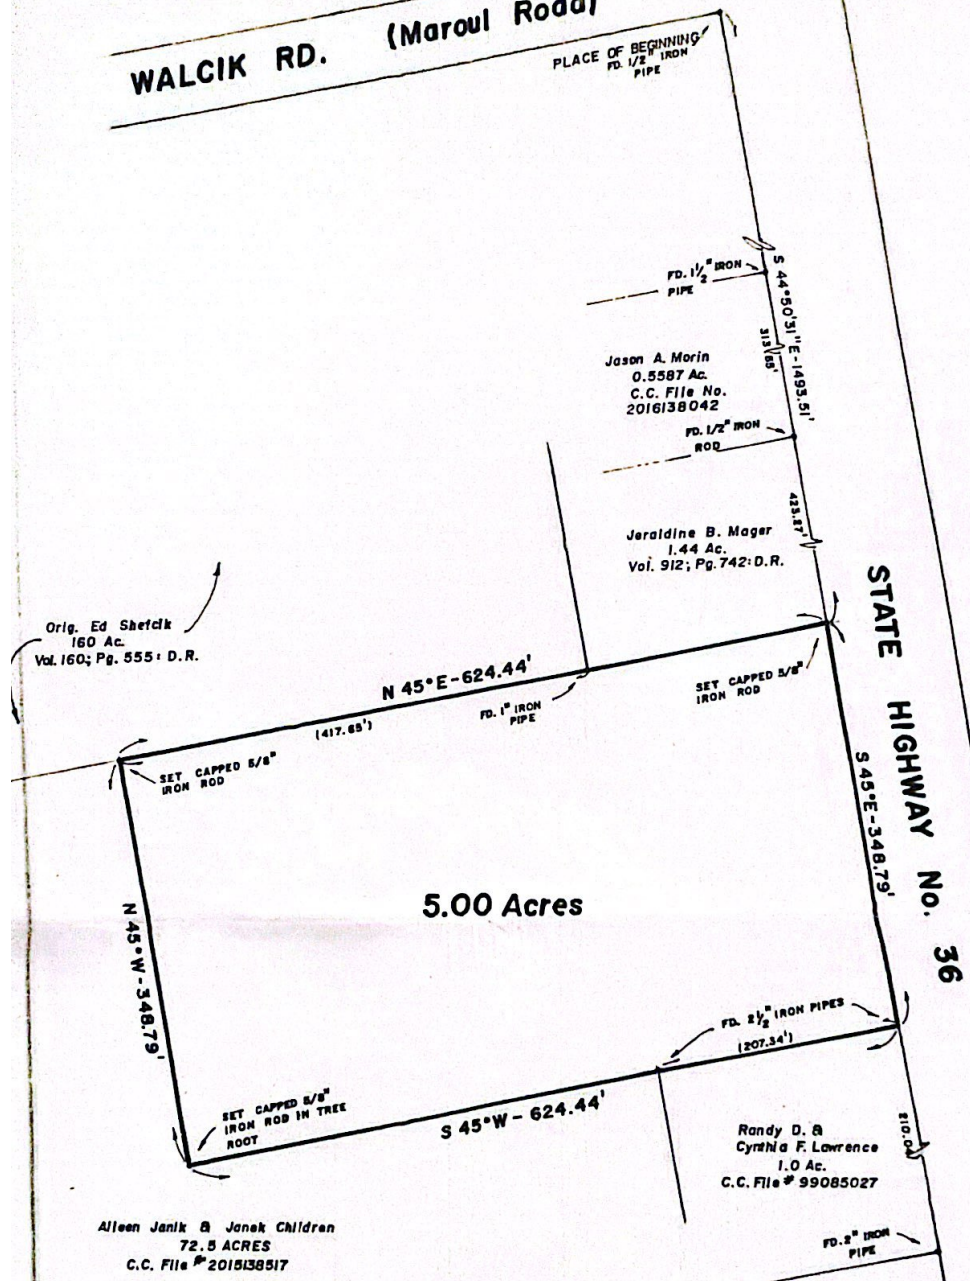 WALCIK RD. (Maroul Road)
PLACE OF BEGINNING
FD. 1/2" IRON
PIPE
FD. 1 1/2" IRON
PIPE
S 44°50'31"E-1493.51'
313.65'
Jason A. Morin
0.5587 Ac.
C.C. File No.
2016138042
FD. 1/2" IRON
ROD
423.27'
Jeraldine B. Mager
1.44 Ac.
Vol. 912; Pg. 742: D.R.
STATE HIGHWAY No. 36
Orig. Ed Shefcik
160 Ac.
Vol. 160; Pg. 555: D.R.
N 45°E-624.44'
(417.65')
FD. 1" IRON
PIPE
SET CAPPED 5/8"
IRON ROD
SET CAPPED 5/8"
IRON ROD
S 45°E-348.79'
5.00 Acres
N 45°W-348.79'
FD. 2 1/2" IRON PIPES
(207.34')
SET CAPPED 5/8"
IRON ROD IN TREE
ROOT
S 45°W-624.44'
Randy D. &
Cynthia F. Lawrence
1.0 Ac.
C.C. File # 99085027
210.04'
Aileen Janik & Janek Children
72.5 ACRES
C.C. File # 2015138517
FD. 2" IRON
PIPE